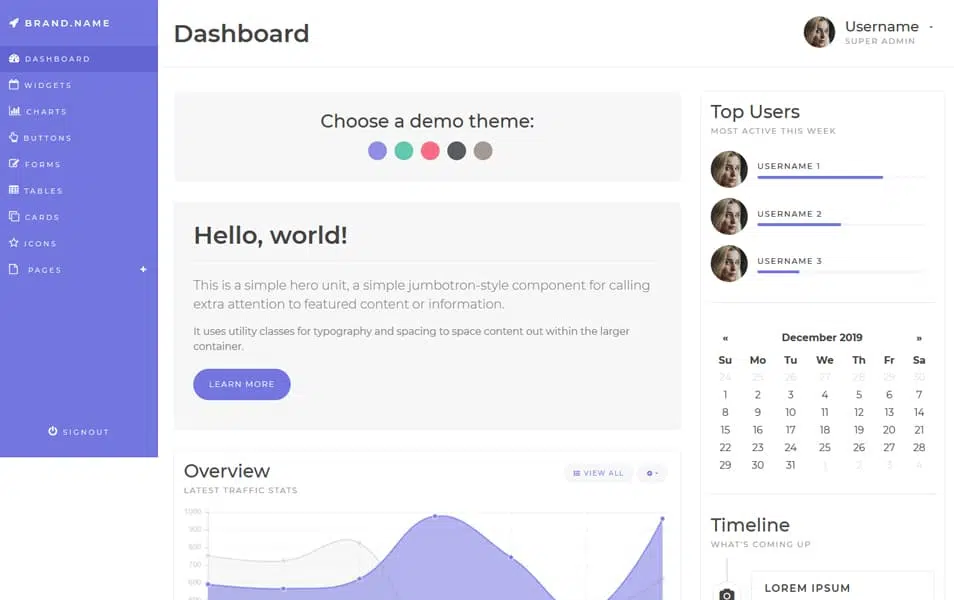 BRAND.NAME
DASHBOARD
WIDGETS
CHARTS
BUTTONS
FORMS
TABLES
CARDS
ICONS
PAGES +
SIGNOUT
Dashboard
Username
SUPER ADMIN
Choose a demo theme:
Hello, world!
This is a simple hero unit, a simple jumbotron-style component for calling
extra attention to featured content or information.
It uses utility classes for typography and spacing to space content out within the larger
container.
LEARN MORE
Overview
LATEST TRAFFIC STATS
VIEW ALL
1000
900
800
700
600
500
Top Users
MOST ACTIVE THIS WEEK
USERNAME 1
USERNAME 2
USERNAME 3
« December 2019 »
Su Mo Tu We Th Fr Sa
24 25 26 27 28 29 30
1 2 3 4 5 6 7
8 9 10 11 12 13 14
15 16 17 18 19 20 21
22 23 24 25 26 27 28
29 30 31 1 2 3 4
Timeline
WHAT'S COMING UP
LOREM IPSUM